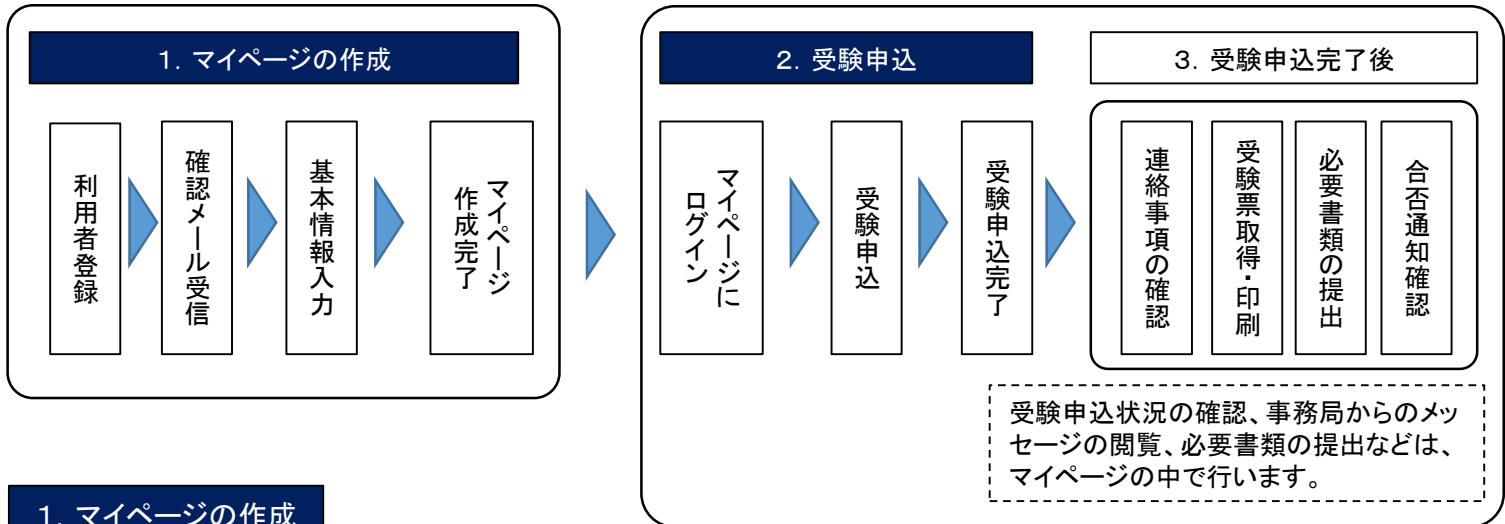 1．マイページの作成
利用者登録
確認メール受信
基本情報入力
マイページ
作成完了
2．受験申込
マイページに
ログイン
受験申込
受験申込完了
3．受験申込完了後
連絡事項の確認
受験票取得・印刷
必要書類の提出
合否通知確認
受験申込状況の確認、事務局からのメッ
セージの閲覧、必要書類の提出などは、
マイページの中で行います。
1．マイページの作成